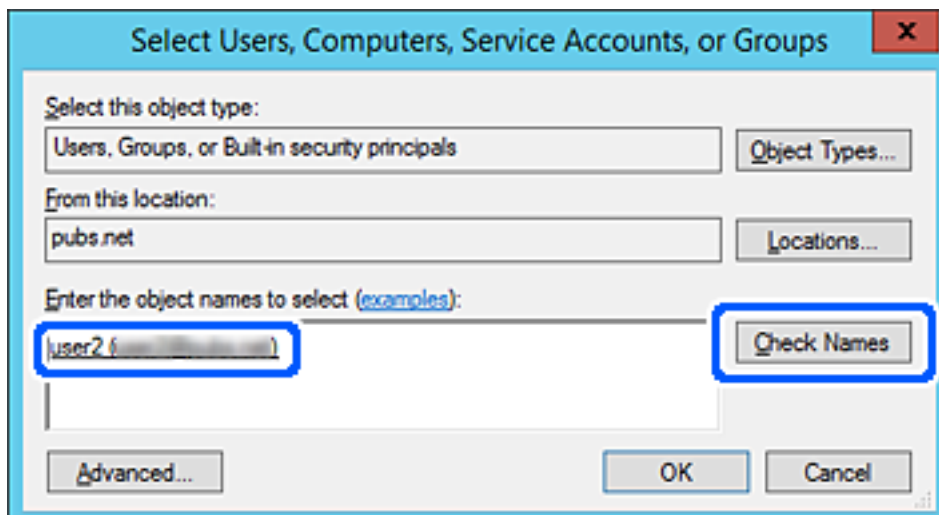 Select Users, Computers, Service Accounts, or Groups
x
Select this object type:
Users, Groups, or Built-in security principals
Object Types...
From this location:
pubs.net
Locations...
Enter the object names to select (examples):
user2 ( )
Check Names
Advanced...
OK
Cancel